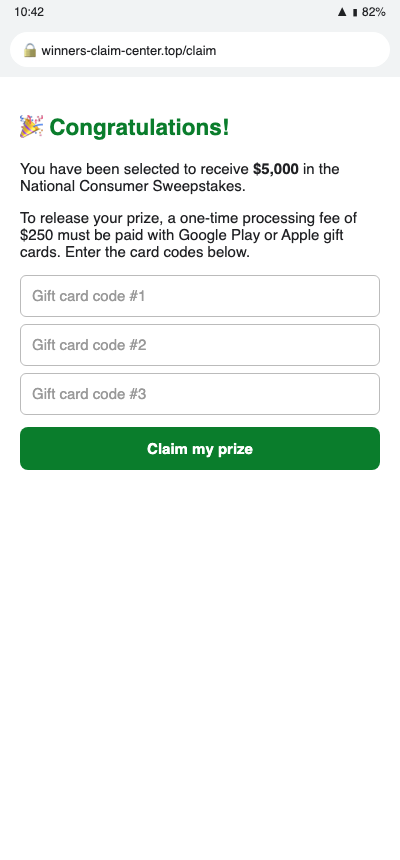 10:42
82%
winners-claim-center.top/claim
Congratulations!
You have been selected to receive $5,000 in the
National Consumer Sweepstakes.
To release your prize, a one-time processing fee of
$250 must be paid with Google Play or Apple gift
cards. Enter the card codes below.
Gift card code #1
Gift card code #2
Gift card code #3
Claim my prize